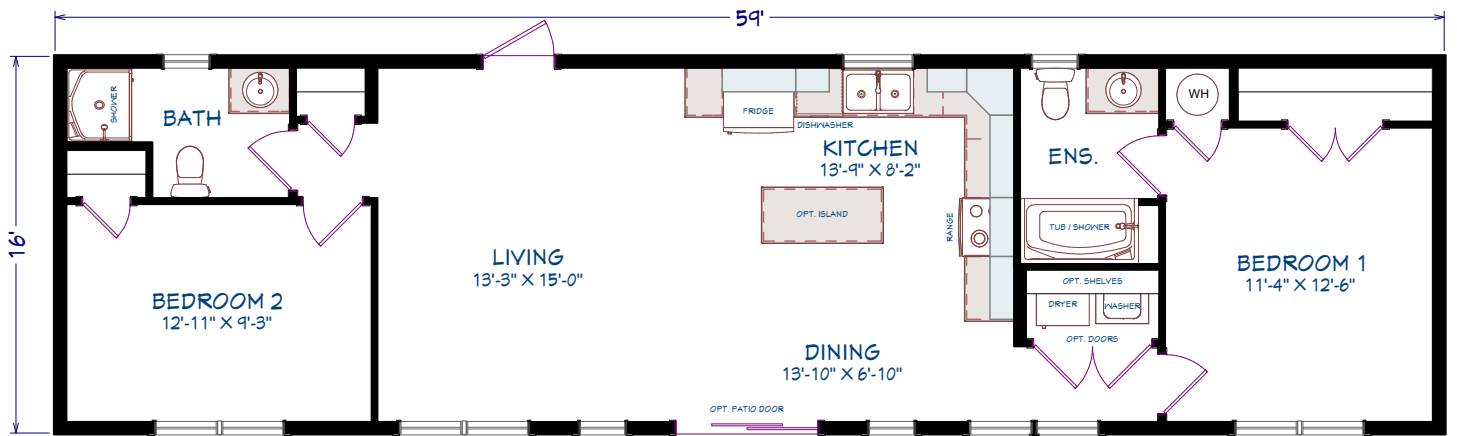 59'
16'
SHOWER
BATH
FRIDGE
DISHWASHER
KITCHEN
13'-9" X 8'-2"
WH
ENS.
OPT. ISLAND
RANGE
TUB / SHOWER
LIVING
13'-3" X 15'-0"
BEDROOM 1
11'-4" X 12'-6"
BEDROOM 2
12'-11" X 9'-3"
OPT. SHELVES
DRYER
WASHER
OPT. DOORS
DINING
13'-10" X 6'-10"
OPT. PATIO DOOR